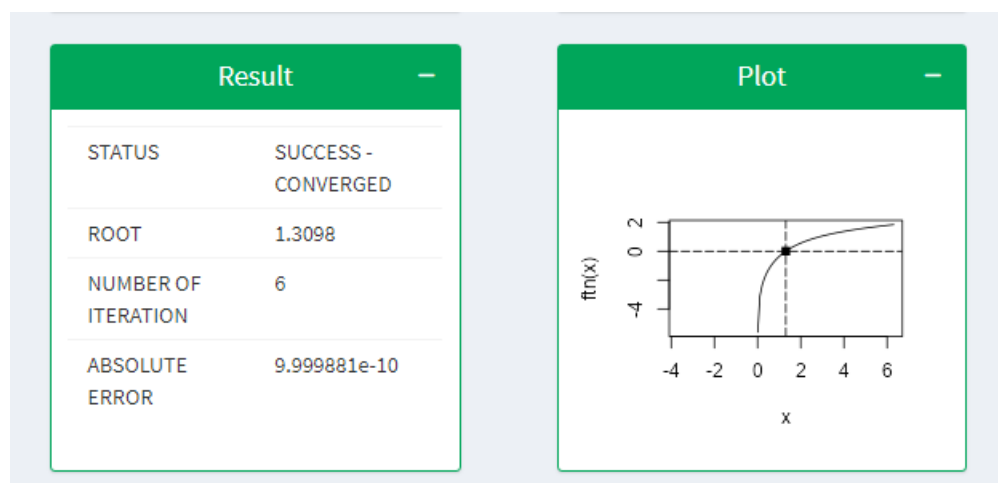 Result −
STATUS SUCCESS -
CONVERGED
ROOT 1.3098
NUMBER OF 6
ITERATION
ABSOLUTE 9.999881e-10
ERROR
Plot −
ftn(x)
2
0
-4
-4 -2 0 2 4 6
x